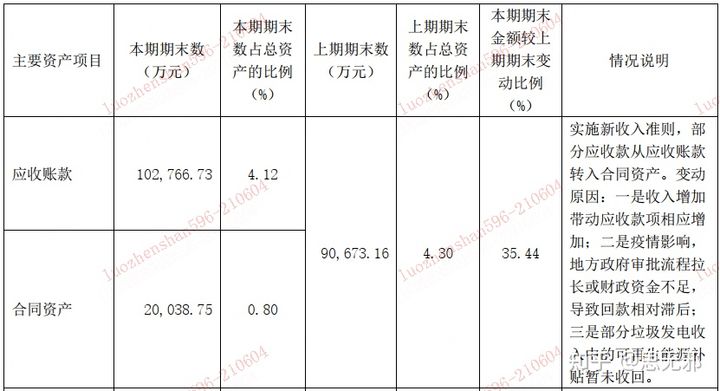 主要资产项目
本期期末数
（万元）
本期期末
数占总资
产的比例
（%）
上期期末数
（万元）
上期期末
数占总资
产的比例
（%）
本期期末
金额较上
期期末变
动比例
（%）
情况说明
应收账款
102,766.73
4.12
合同资产
20,038.75
0.80
90,673.16
4.30
35.44
实施新收入准则，部
分应收款从应收账款
转入合同资产。变动
原因：一是收入增加
带动应收款项相应增
加；二是疫情影响，
地方政府审批流程拉
长或财政资金不足，
导致回款相对滞后；
三是部分垃圾发电收
入中的可再生能源补
贴暂未收回。
luozhenshan596-210604
luozhenshan596-210604
luozhenshan596-210604
luozhenshan596-210604
知乎 @思无邪